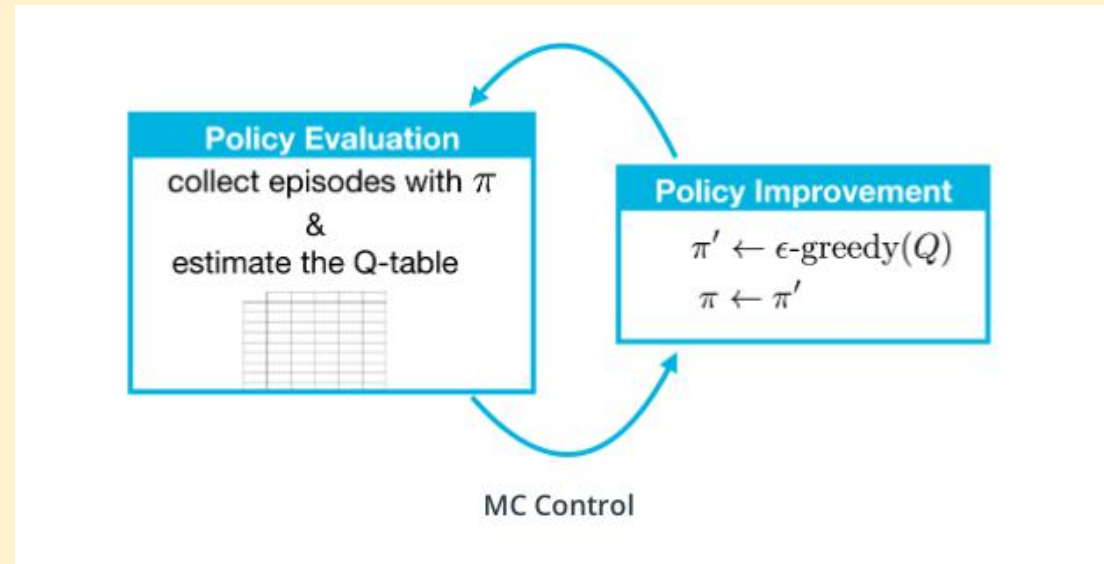 Policy Evaluation
collect episodes with π
&
estimate the Q-table
Policy Improvement
π′ ← ϵ-greedy(Q)
π ← π′
MC Control